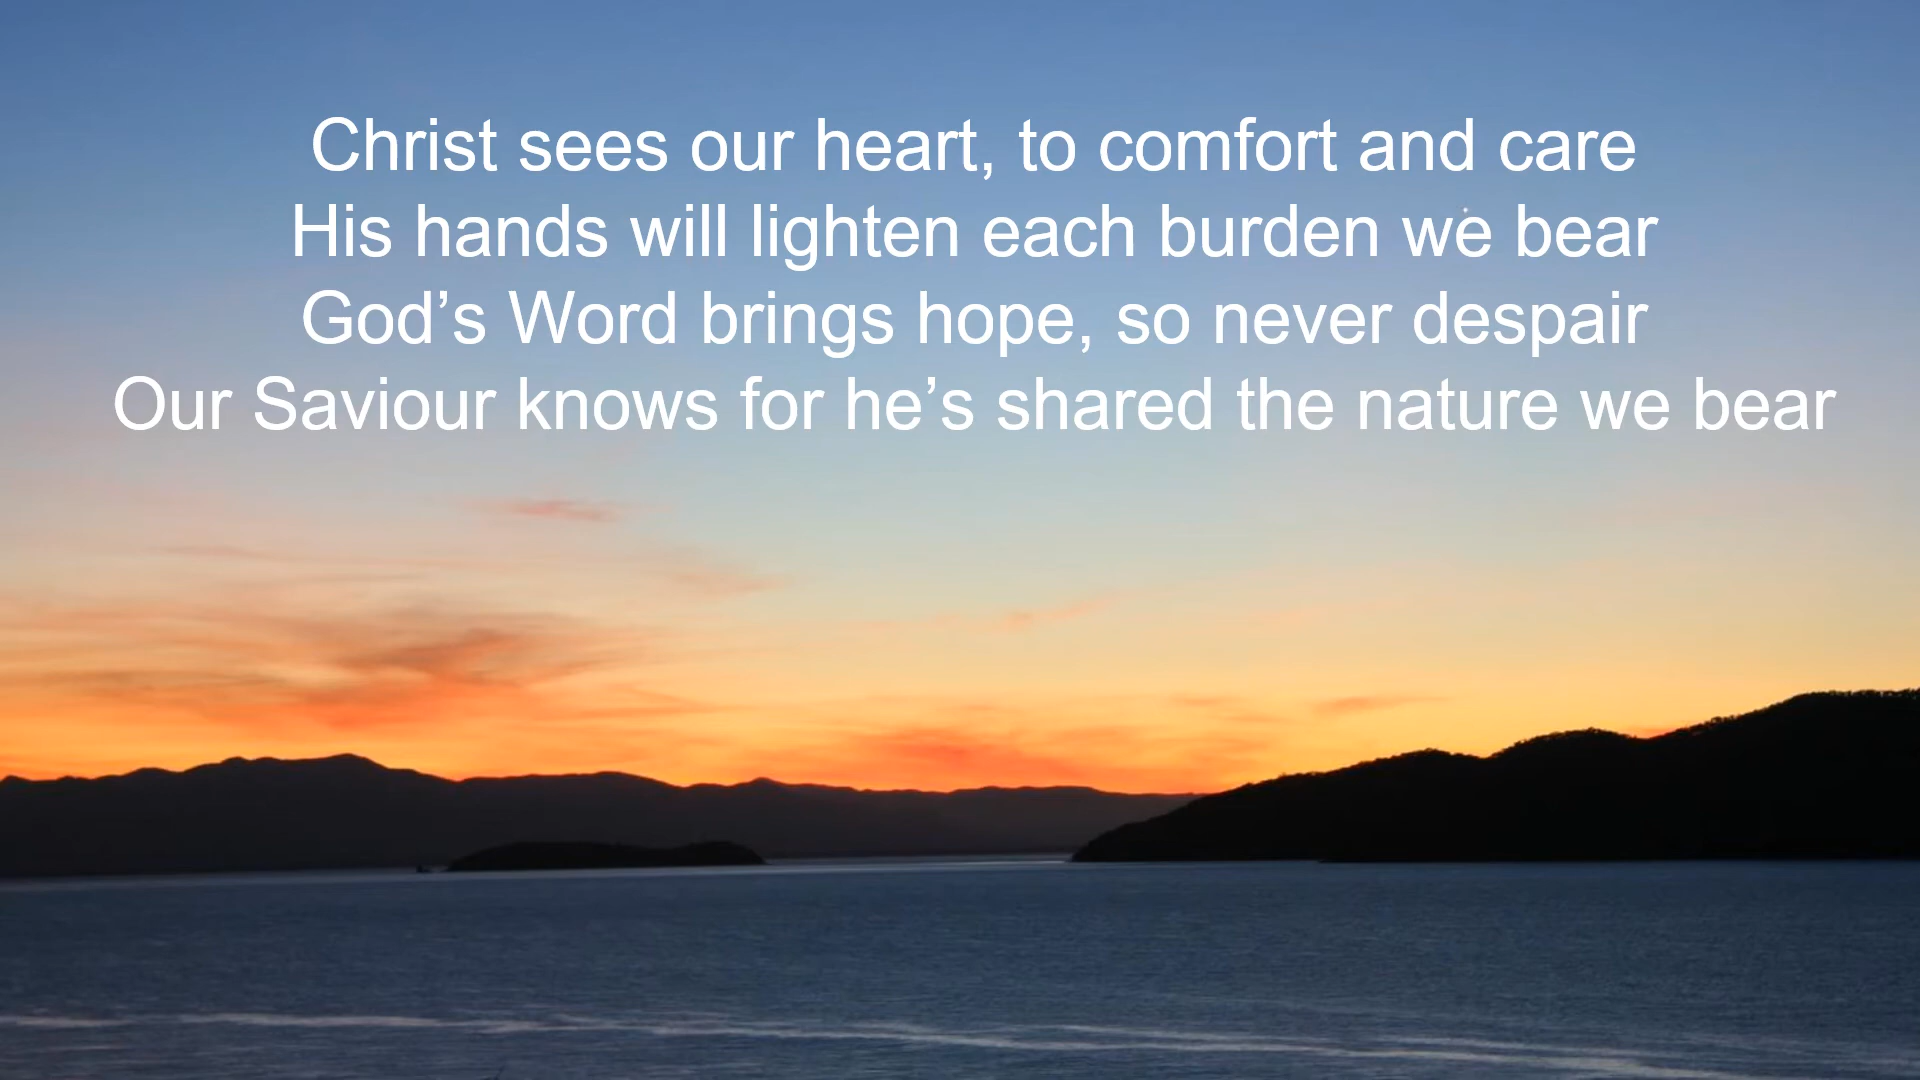 Christ sees our heart, to comfort and care
His hands will lighten each burden we bear
God’s Word brings hope, so never despair
Our Saviour knows for he’s shared the nature we bear